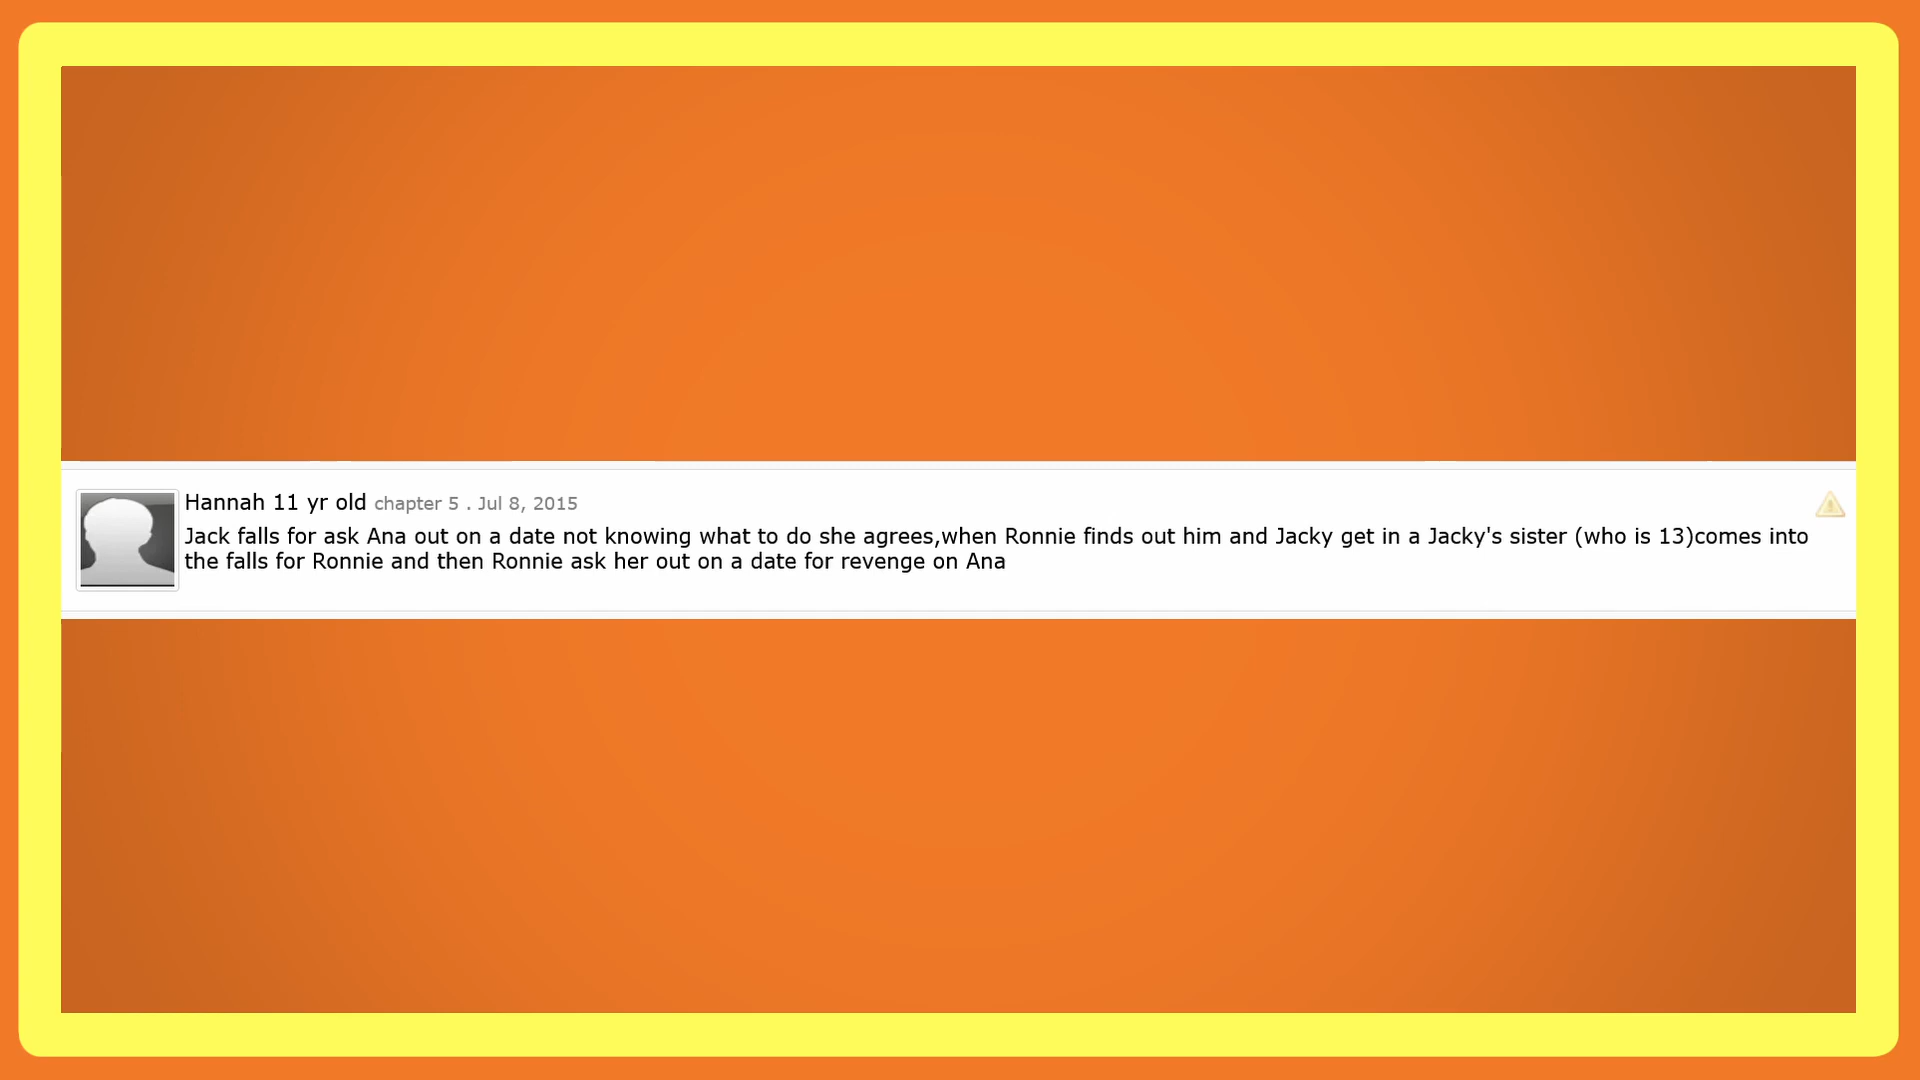 Hannah 11 yr old chapter 5 . Jul 8, 2015
Jack falls for ask Ana out on a date not knowing what to do she agrees,when Ronnie finds out him and Jacky get in a Jacky's sister (who is 13)comes into
the falls for Ronnie and then Ronnie ask her out on a date for revenge on Ana